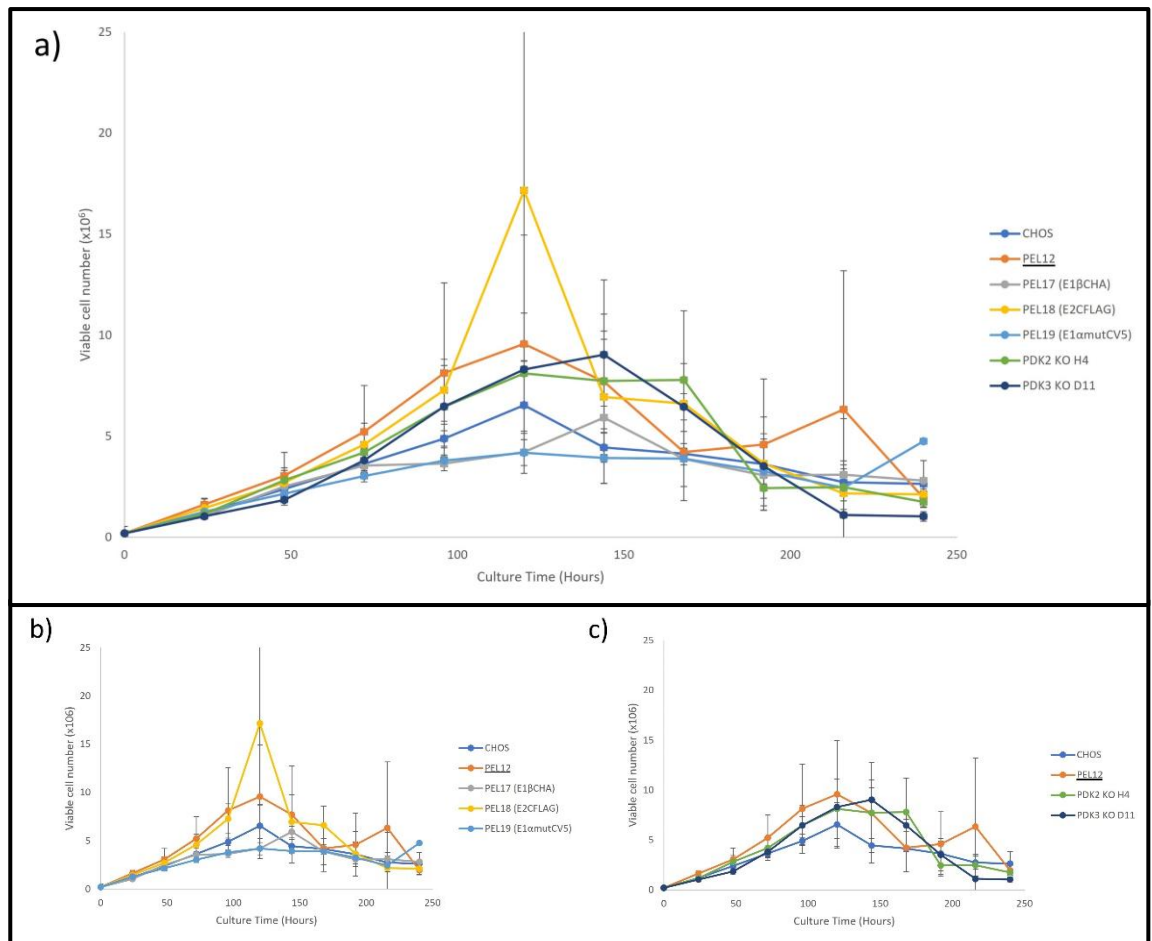 a)
25
20
15
10
5
0
Viable cell number (x10⁶)
0 50 100 150 200 250
Culture Time (Hours)
CHOS
PEL12
PEL17 (E1βCHA)
PEL18 (E2CFLAG)
PEL19 (E1αmutCV5)
PDK2 KO H4
PDK3 KO D11
b)
25
20
15
10
5
0
Viable cell number (x106)
0 50 100 150 200 250
Culture Time (Hours)
CHOS
PEL12
PEL17 (E1βCHA)
PEL18 (E2CFLAG)
PEL19 (E1αmutCV5)
c)
25
20
15
10
5
0
Viable cell number (x106)
0 50 100 150 200 250
Culture Time (Hours)
CHOS
PEL12
PDK2 KO H4
PDK3 KO D11